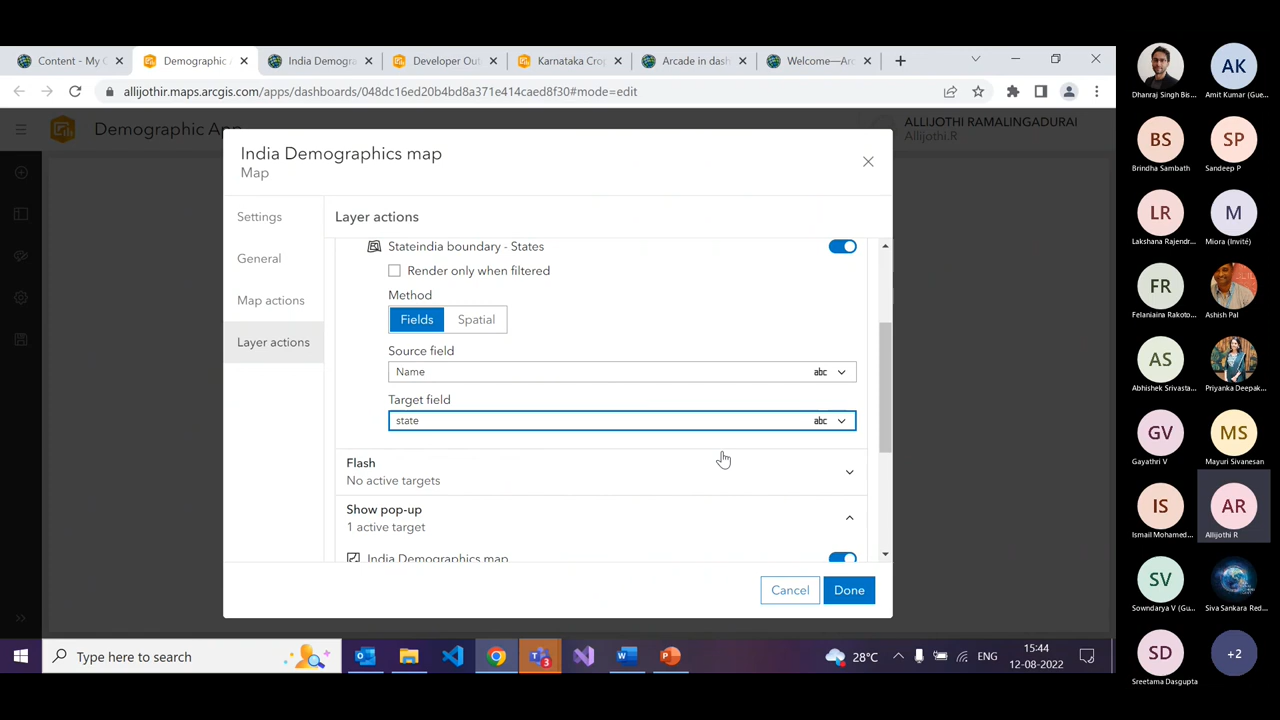 Content - My C
Demographic A
India Demogra
Developer Out
Karnataka Cro
Arcade in dash
Welcome—Arc
allijothir.maps.arcgis.com/apps/dashboards/048dc16ed20b4bd8a371e414caed8f30#mode=edit
Demographic App
ALLIJOTHI RAMALINGADURAI
Allijothi.R
India Demographics map
Map
Settings
General
Map actions
Layer actions
Layer actions
Stateindia boundary - States
Render only when filtered
Method
Fields
Spatial
Source field
Name
abc
Target field
state
abc
Flash
No active targets
Show pop-up
1 active target
India Demographics map
Cancel
Done
Type here to search
3
28°C
ENG
15:44
12-08-2022
Dhanraj Singh Bis...
AK
Amit Kumar (Gue...
BS
Brindha Sambath
SP
Sandeep P
LR
Lakshana Rajendr...
M
Miora (Invité)
FR
Felaniaina Rakoto...
Ashish Pal
AS
Abhishek Srivasta...
Priyanka Deepak...
GV
Gayathri V
MS
Mayuri Sivanesan
IS
Ismail Mohamed...
AR
Allijothi R
SV
Sowndarya V (Gu...
Siva Sankara Red...
SD
Sreetama Dasgupta
+2